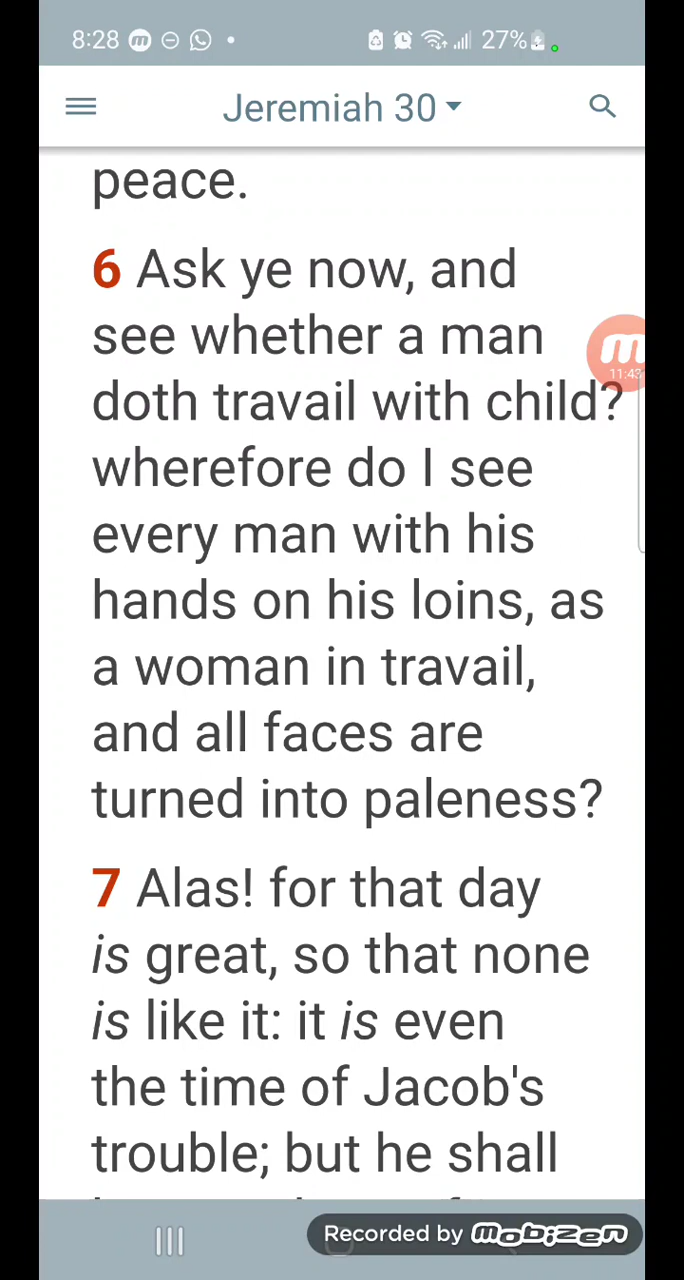 8:28 27%
Jeremiah 30
peace.
6 Ask ye now, and
see whether a man
doth travail with child?
wherefore do I see
every man with his
hands on his loins, as
a woman in travail,
and all faces are
turned into paleness?
7 Alas! for that day
is great, so that none
is like it: it is even
the time of Jacob's
trouble; but he shall
m
11:43
Recorded by mobizen